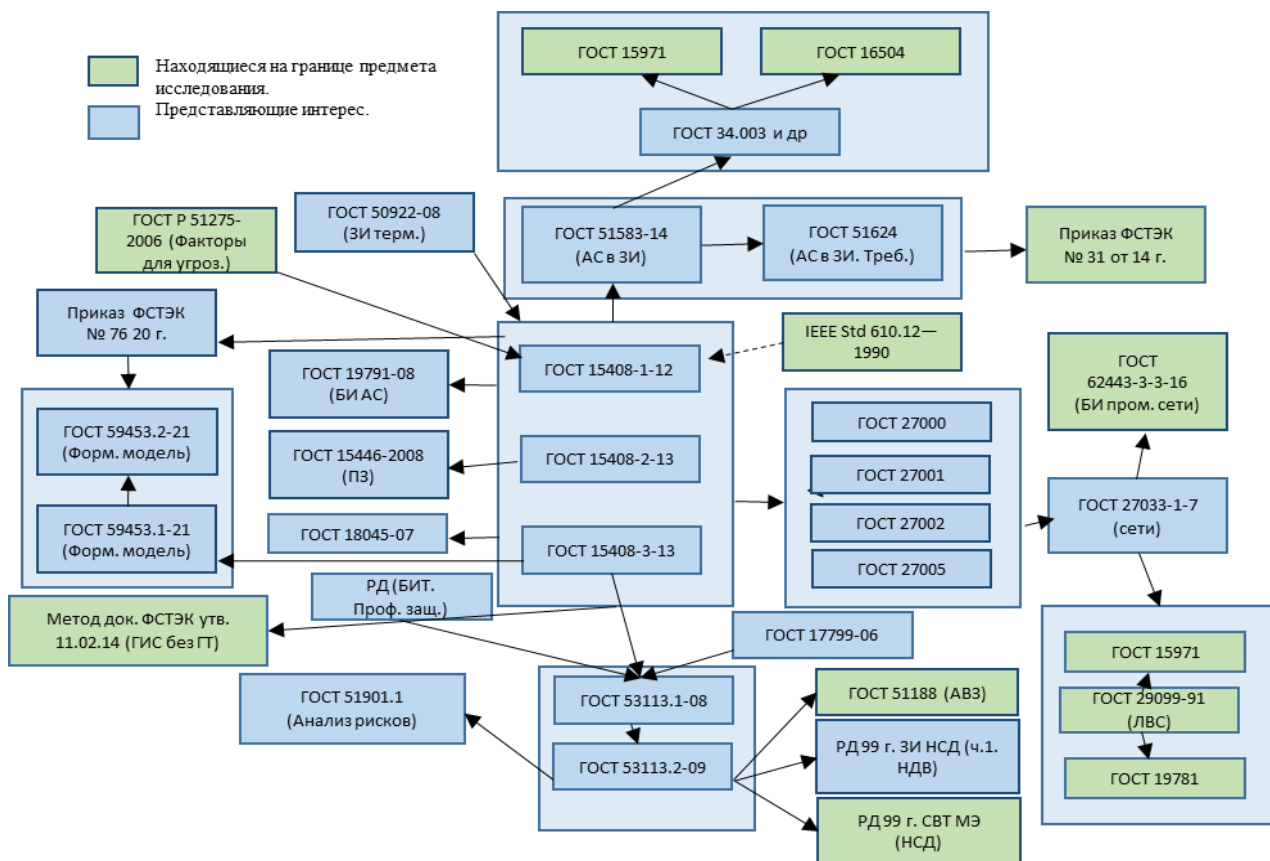 Находящиеся на границе предмета
исследования.
Представляющие интерес.
ГОСТ 15971
ГОСТ 16504
ГОСТ 34.003 и др
ГОСТ Р 51275-
2006 (Факторы
для угроз.)
ГОСТ 50922-08
(ЗИ терм.)
ГОСТ 51583-14
(АС в ЗИ)
ГОСТ 51624
(АС в ЗИ. Треб.)
Приказ ФСТЭК
№ 31 от 14 г.
Приказ ФСТЭК
№ 76 20 г.
ГОСТ 19791-08
(БИ АС)
ГОСТ 15408-1-12
IEEE Std 610.12—
1990
ГОСТ
62443-3-3-16
(БИ пром. сети)
ГОСТ 59453.2-21
(Форм. модель)
ГОСТ 15446-2008
(ПЗ)
ГОСТ 15408-2-13
ГОСТ 27000
ГОСТ 27001
ГОСТ 27002
ГОСТ 27005
ГОСТ 27033-1-7
(сети)
ГОСТ 59453.1-21
(Форм. модель)
ГОСТ 18045-07
ГОСТ 15408-3-13
РД (БИТ.
Проф. защ.)
Метод док. ФСТЭК утв.
11.02.14 (ГИС без ГТ)
ГОСТ 17799-06
ГОСТ 15971
ГОСТ 29099-91
(ЛВС)
ГОСТ 19781
ГОСТ 51901.1
(Анализ рисков)
ГОСТ 53113.1-08
ГОСТ 53113.2-09
ГОСТ 51188 (АВЗ)
РД 99 г. ЗИ НСД (ч.1.
НДВ)
РД 99 г. СВТ МЭ
(НСД)